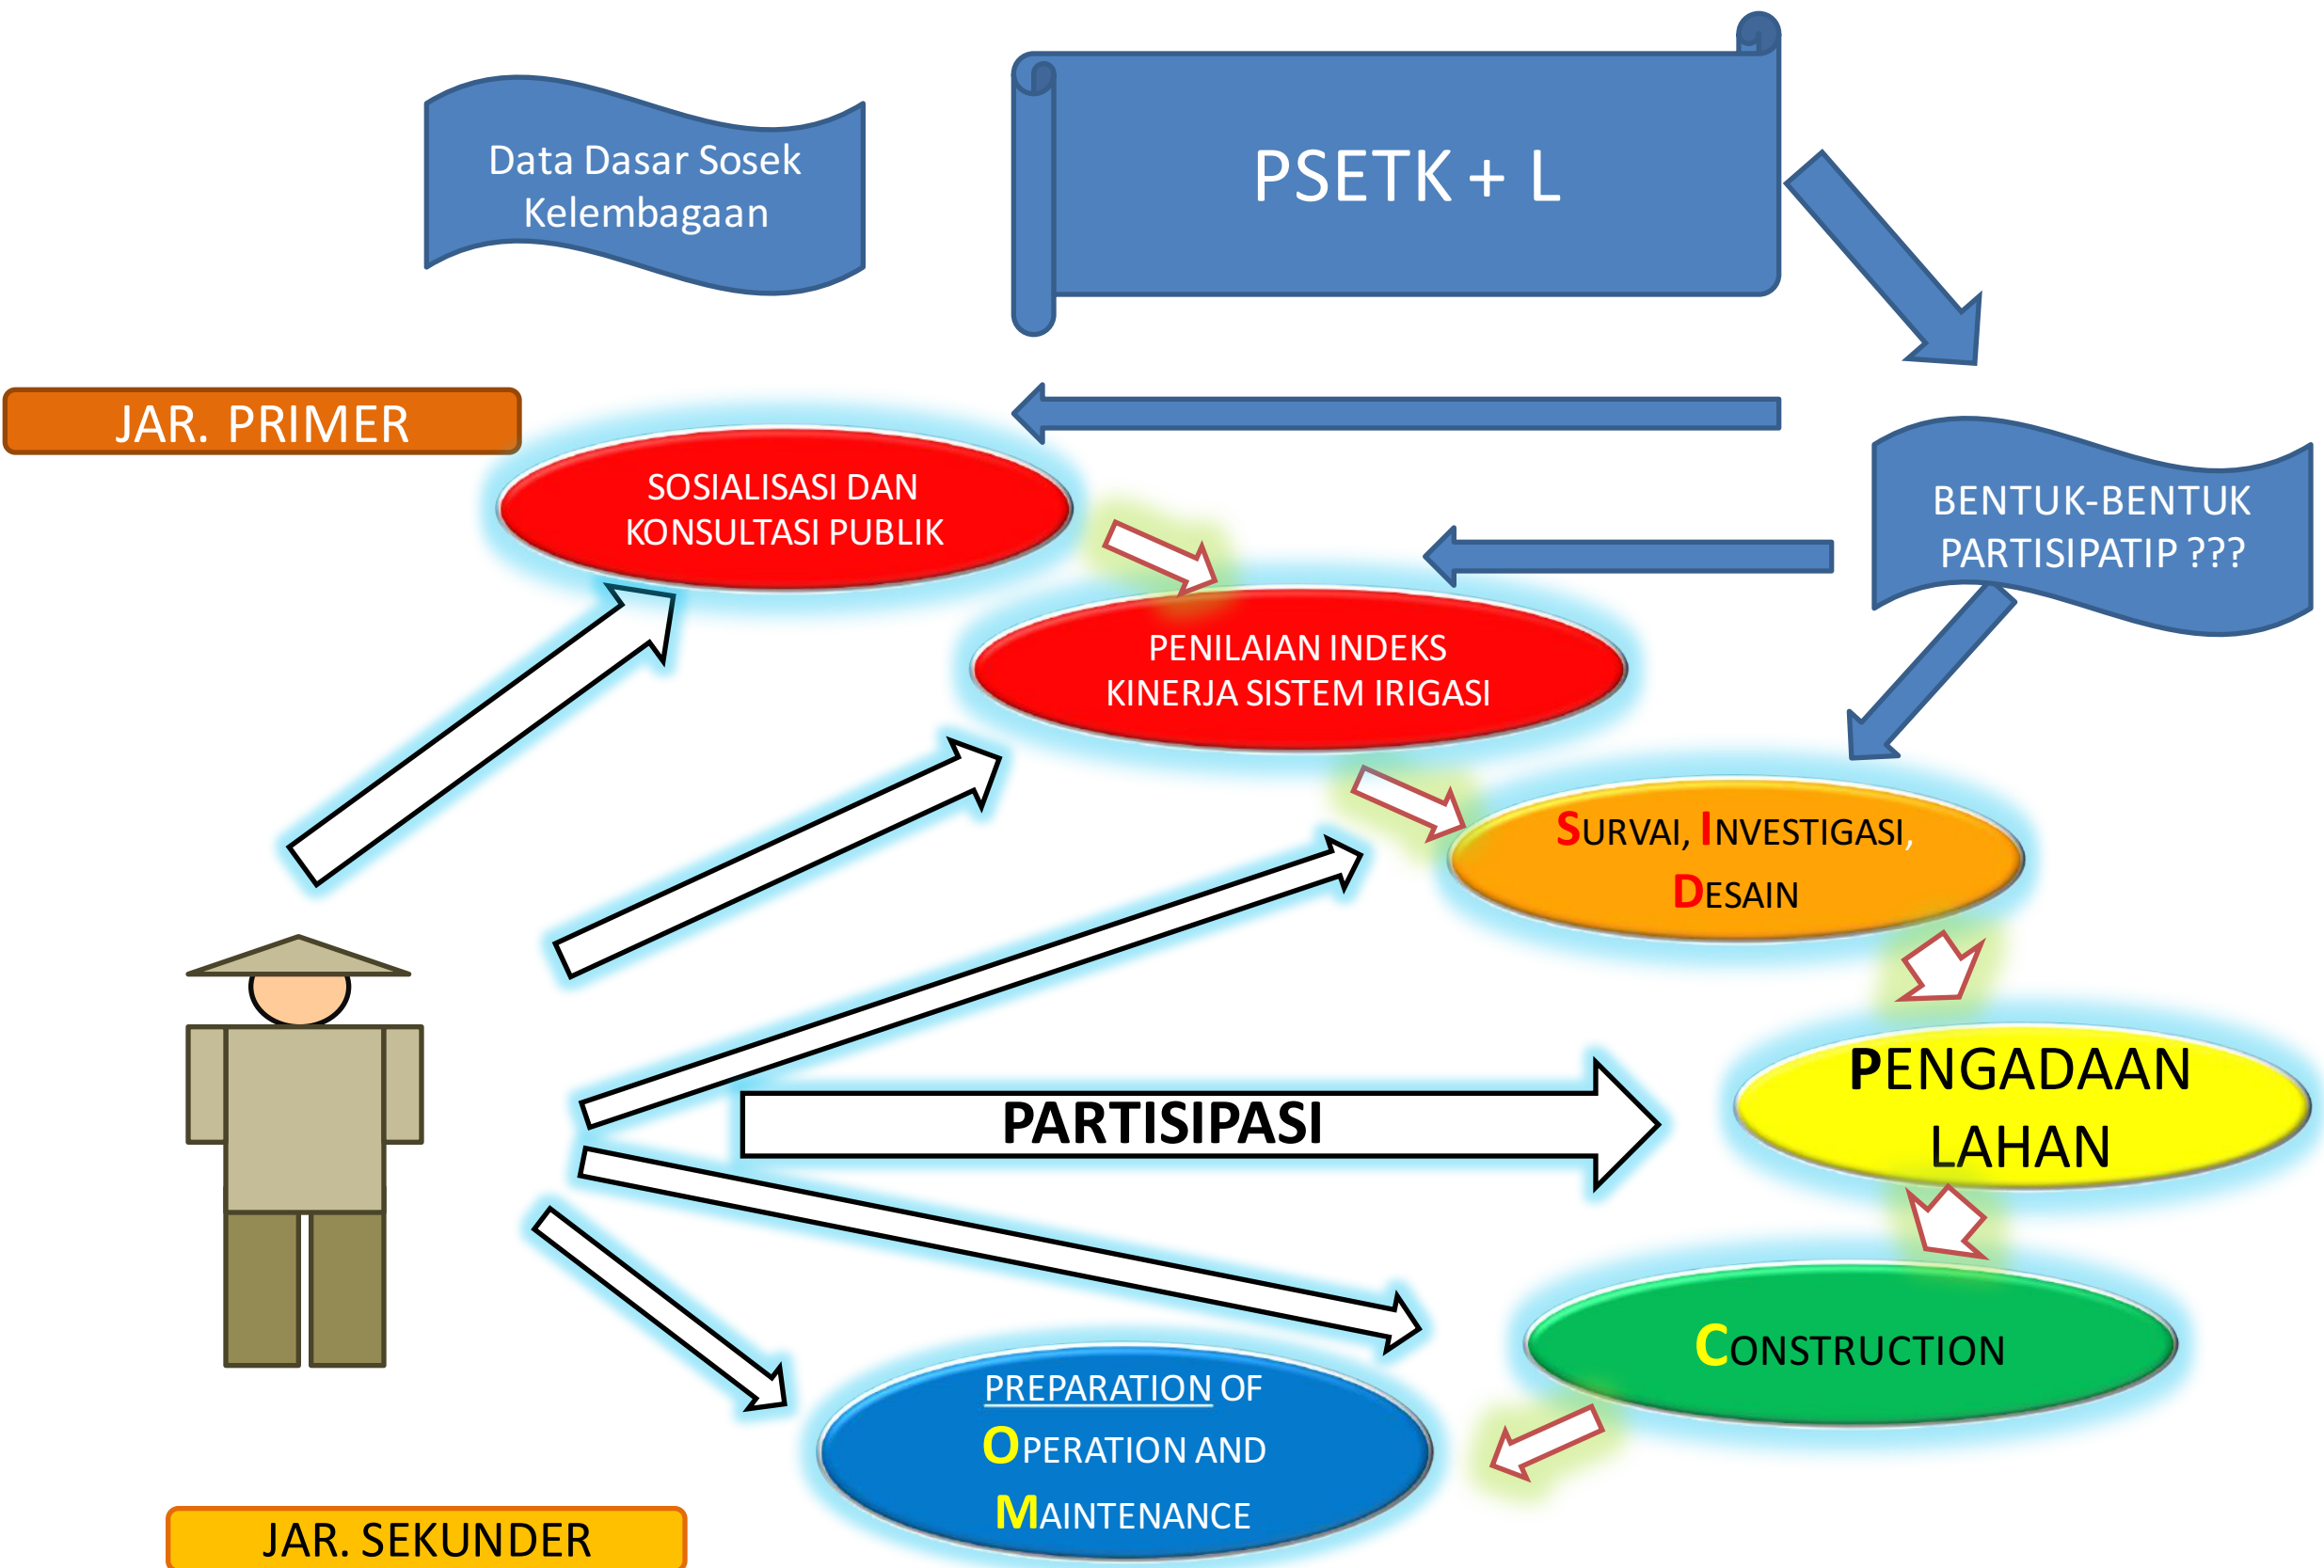 Data Dasar Sosek
Kelembagaan
PSETK + L
JAR. PRIMER
SOSIALISASI DAN
KONSULTASI PUBLIK
BENTUK-BENTUK
PARTISIPATIP ???
PENILAIAN INDEKS
KINERJA SISTEM IRIGASI
SURVAI, INVESTIGASI,
DESAIN
PENGADAAN
LAHAN
PARTISIPASI
CONSTRUCTION
PREPARATION OF
OPERATION AND
MAINTENANCE
JAR. SEKUNDER